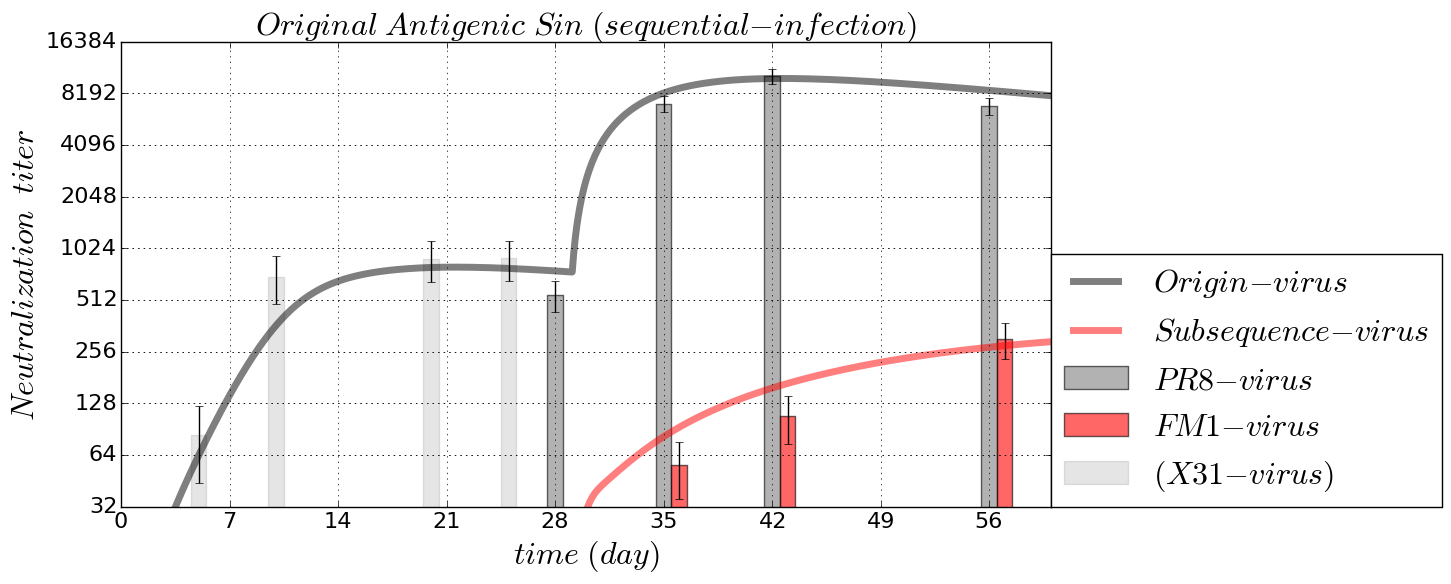 Original Antigenic Sin (sequential−infection)
16384
8192
4096
2048
1024
512
256
128
64
32
Neutralization titer
0 7 14 21 28 35 42 49 56
time (day)
Origin−virus
Subsequence−virus
PR8−virus
FM1−virus
(X31−virus)